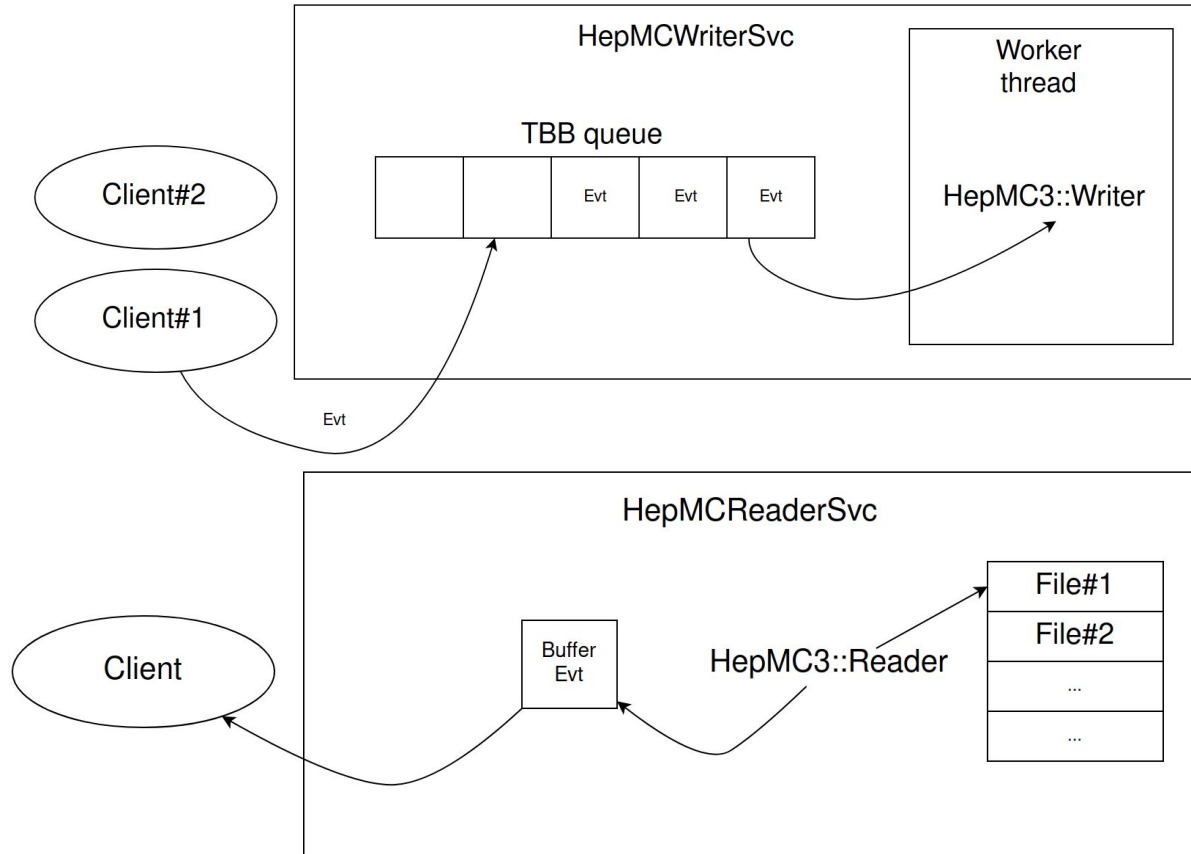 HepMCWriterSvc
Worker
thread
TBB queue
Client#2
Evt
Evt
Evt
HepMC3::Writer
Client#1
Evt
HepMCReaderSvc
File#1
File#2
...
...
Buffer
Evt
HepMC3::Reader
Client